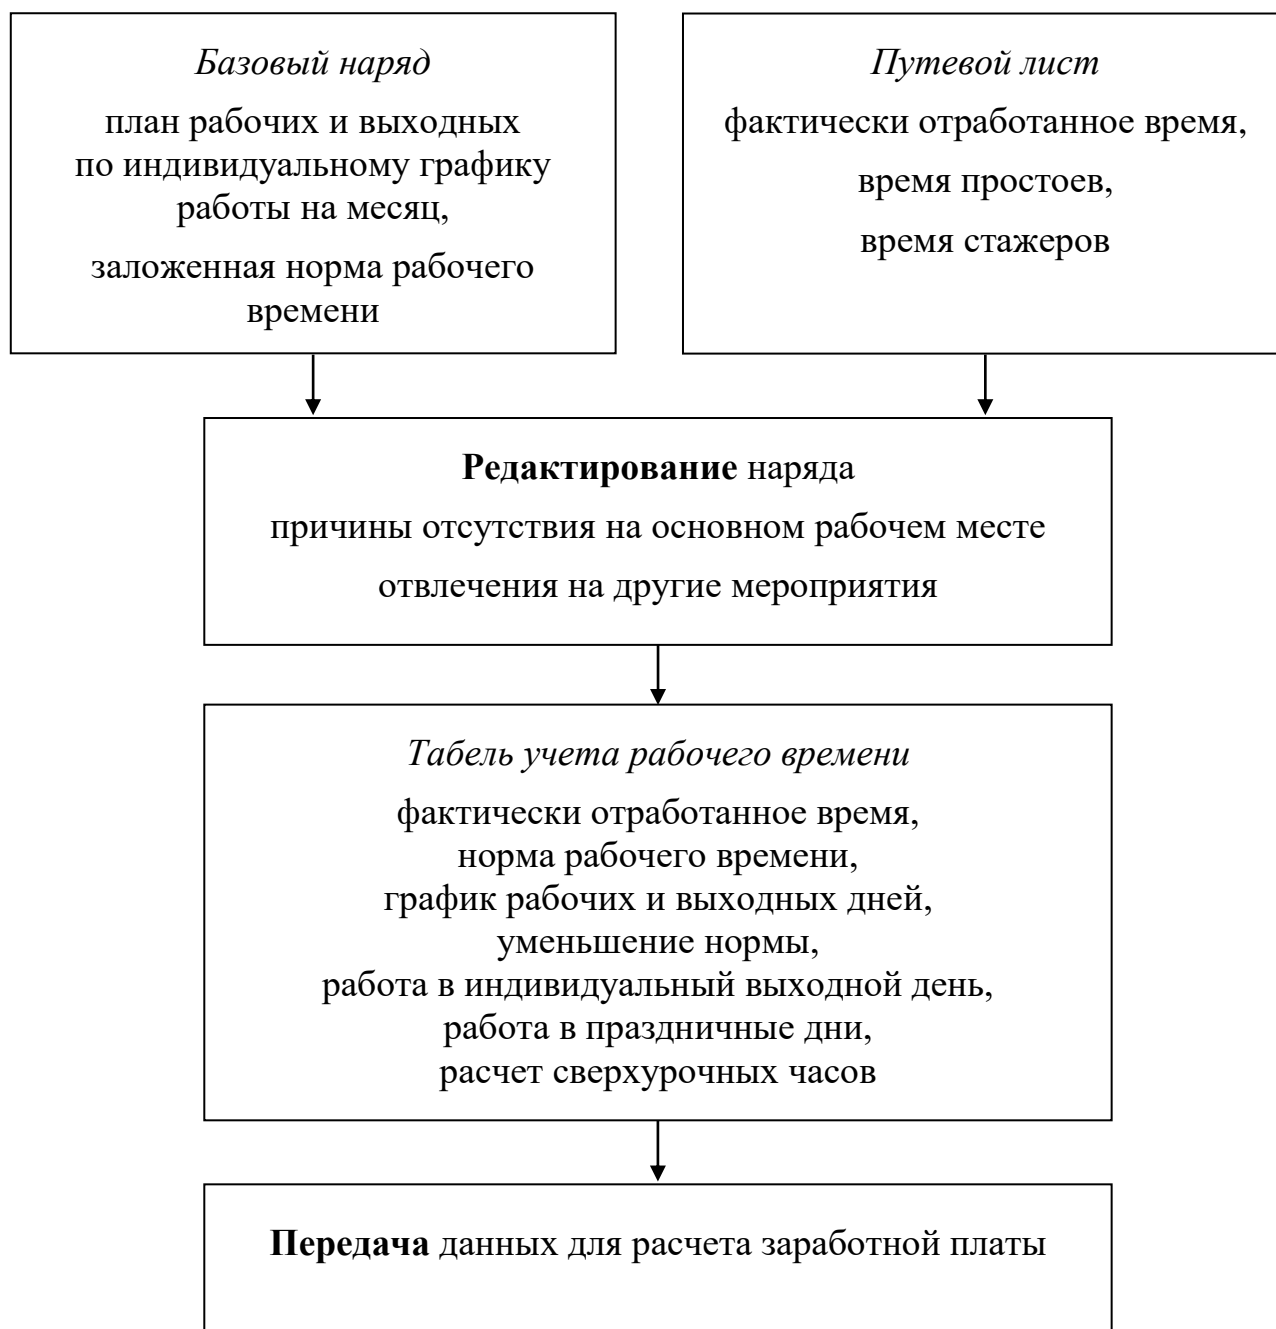 Базовый наряд
план рабочих и выходных
по индивидуальному графику
работы на месяц,
заложенная норма рабочего
времени
Путевой лист
фактически отработанное время,
время простоев,
время стажеров
Редактирование наряда
причины отсутствия на основном рабочем месте
отвлечения на другие мероприятия
Табель учета рабочего времени
фактически отработанное время,
норма рабочего времени,
график рабочих и выходных дней,
уменьшение нормы,
работа в индивидуальный выходной день,
работа в праздничные дни,
расчет сверхурочных часов
Передача данных для расчета заработной платы